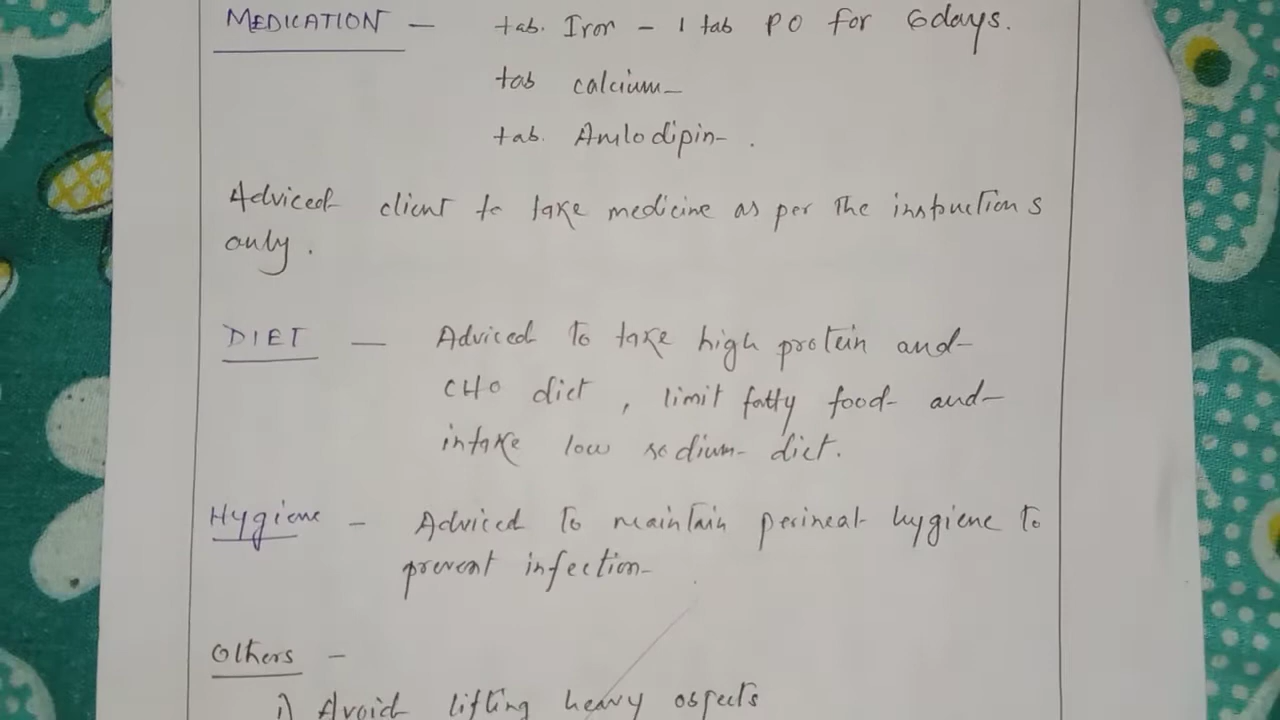 MEDICATION - tab. Iron - 1 tab PO for 6days.
tab calcium
tab. Amlodipin .
Adviced client to take medicine as per the instructions
only.
DIET - Adviced to take high protein and
CHO diet , limit fatty food and
intake low sodium diet.
Hygiene - Adviced to maintain perineal hygiene to
prevent infection
Others -
i) Avoid lifting heavy objects